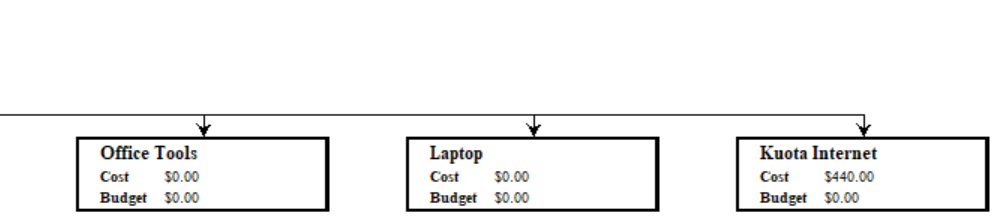 Office Tools
Cost $0.00
Budget $0.00
Laptop
Cost $0.00
Budget $0.00
Kuota Internet
Cost $440.00
Budget $0.00